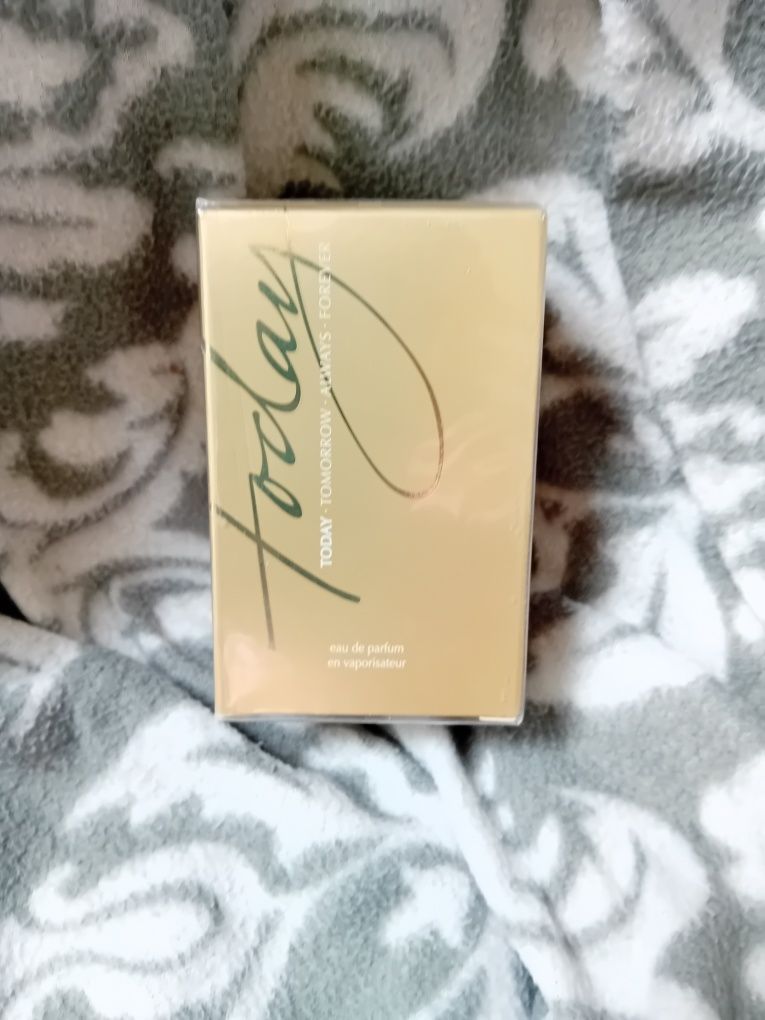 today
TODAY · TOMORROW · ALWAYS · FOREVER
eau de parfum
en vaporisateur